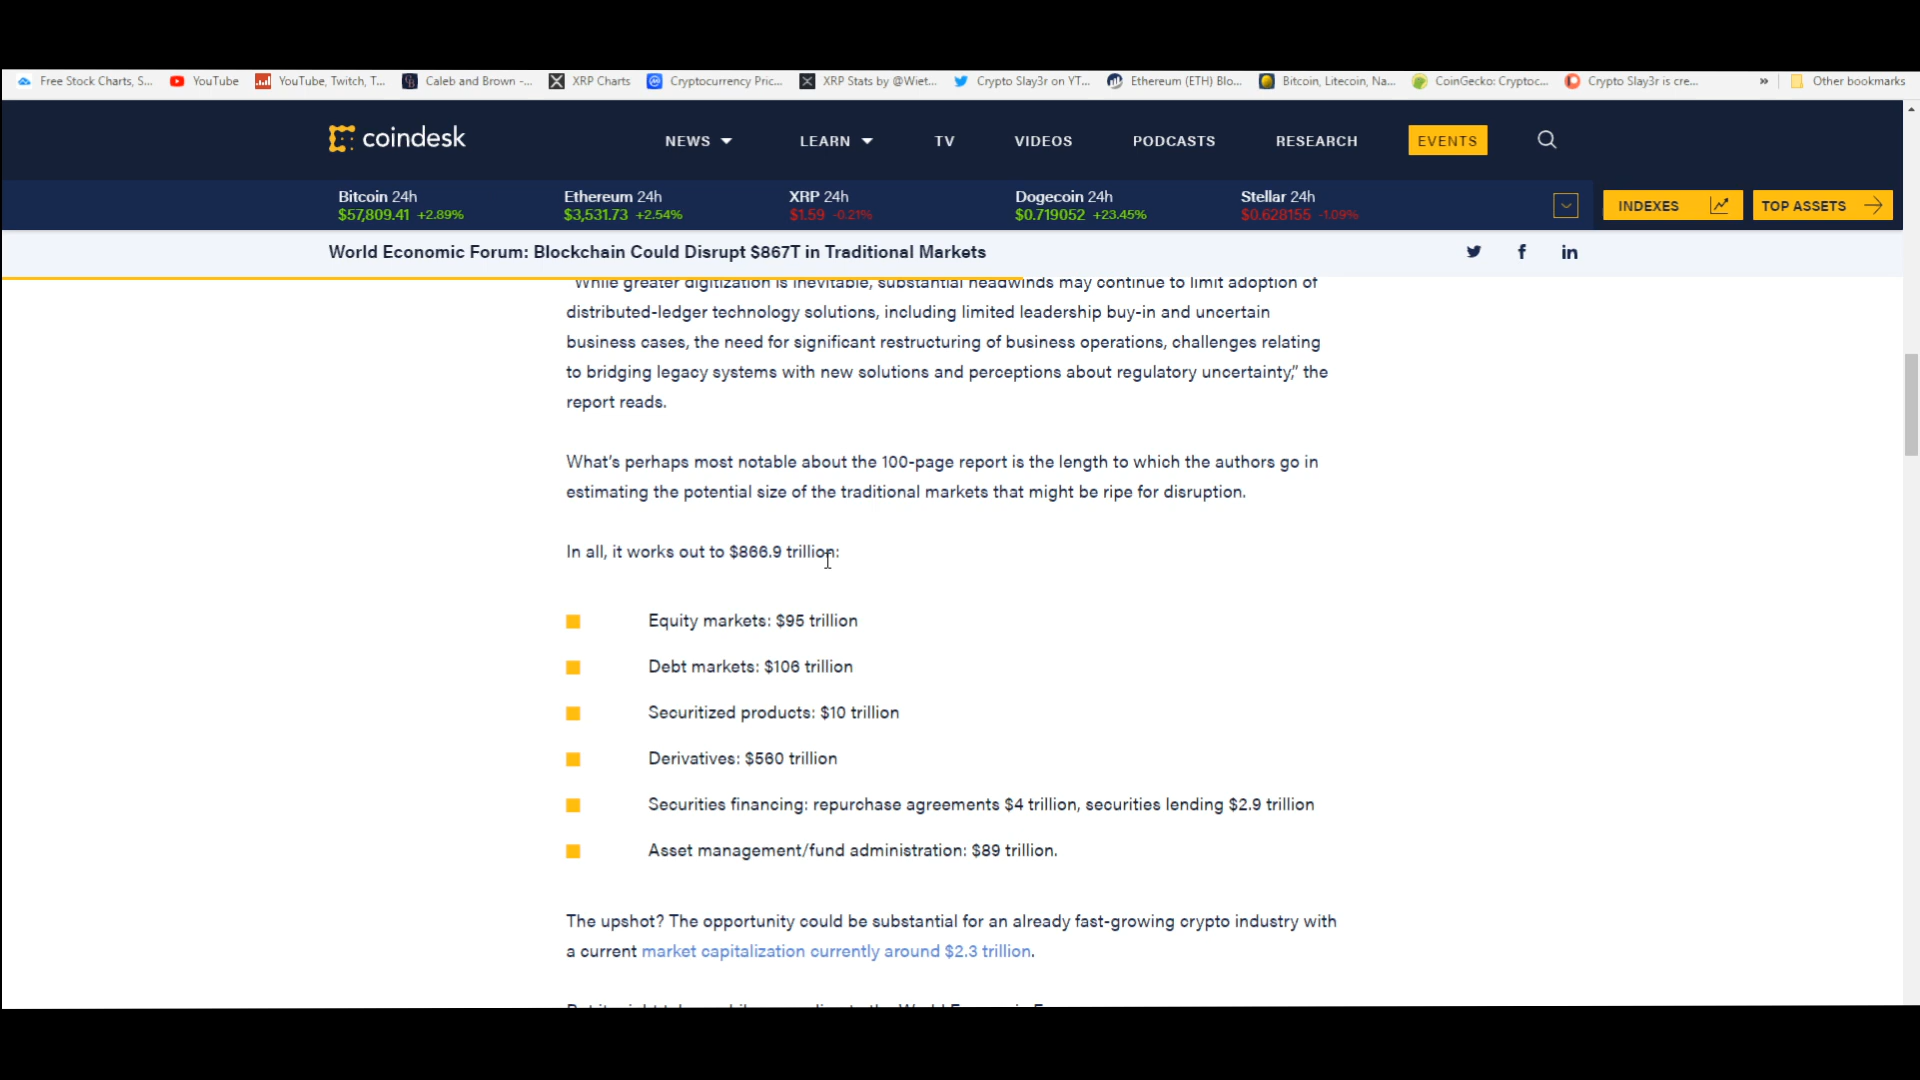 Free Stock Charts, S... YouTube YouTube, Twitch, T... Caleb and Brown -... XRP Charts Cryptocurrency Pric... XRP Stats by @Wiet... Crypto Slay3r on YT... Ethereum (ETH) Blo... Bitcoin, Litecoin, Na... CoinGecko: Cryptoc... Crypto Slay3r is cre... » Other bookmarks
coindesk NEWS LEARN TV VIDEOS PODCASTS RESEARCH EVENTS
Bitcoin 24h Ethereum 24h XRP 24h Dogecoin 24h Stellar 24h
$57,809.41 +2.89% $3,531.73 +2.54% $1.59 -0.21% $0.719052 +23.45% $0.628155 -1.09%
INDEXES TOP ASSETS
World Economic Forum: Blockchain Could Disrupt $867T in Traditional Markets
"While greater digitization is inevitable, substantial headwinds may continue to limit adoption of
distributed-ledger technology solutions, including limited leadership buy-in and uncertain
business cases, the need for significant restructuring of business operations, challenges relating
to bridging legacy systems with new solutions and perceptions about regulatory uncertainty,” the
report reads.
What’s perhaps most notable about the 100-page report is the length to which the authors go in
estimating the potential size of the traditional markets that might be ripe for disruption.
In all, it works out to $866.9 trillion:
Equity markets: $95 trillion
Debt markets: $106 trillion
Securitized products: $10 trillion
Derivatives: $560 trillion
Securities financing: repurchase agreements $4 trillion, securities lending $2.9 trillion
Asset management/fund administration: $89 trillion.
The upshot? The opportunity could be substantial for an already fast-growing crypto industry with
a current market capitalization currently around $2.3 trillion.